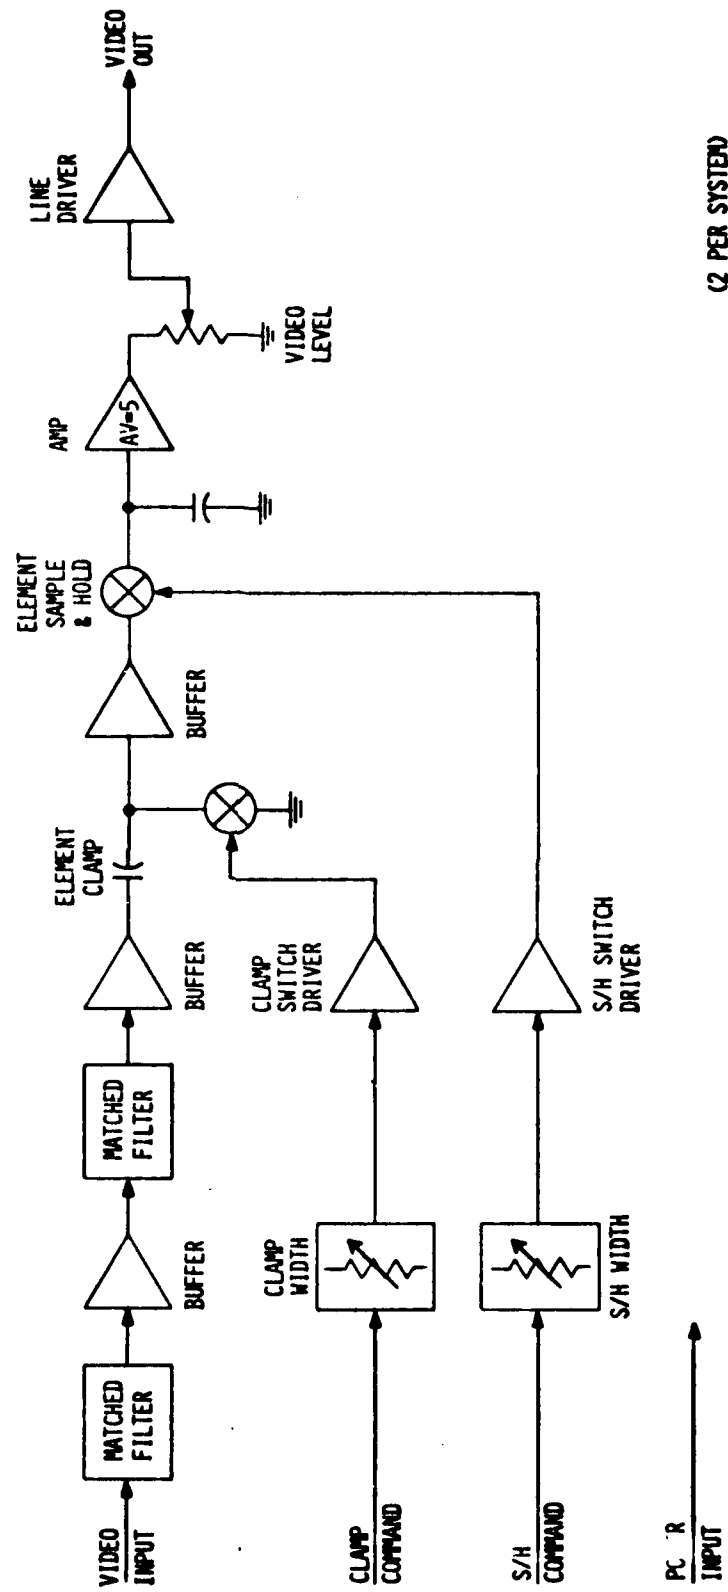 VIDEO
INPUT
MATCHED
FILTER
BUFFER
MATCHED
FILTER
BUFFER
ELEMENT
CLAMP
BUFFER
ELEMENT
SAMPLE
& HOLD
AMP
AV=5
VIDEO
LEVEL
LINE
DRIVER
VIDEO
OUT
CLAMP
COMMAND
CLAMP
WIDTH
CLAMP
SWITCH
DRIVER
S/H
COMMAND
S/H WIDTH
S/H SWITCH
DRIVER
INPUT
(2 PER SYSTEM)